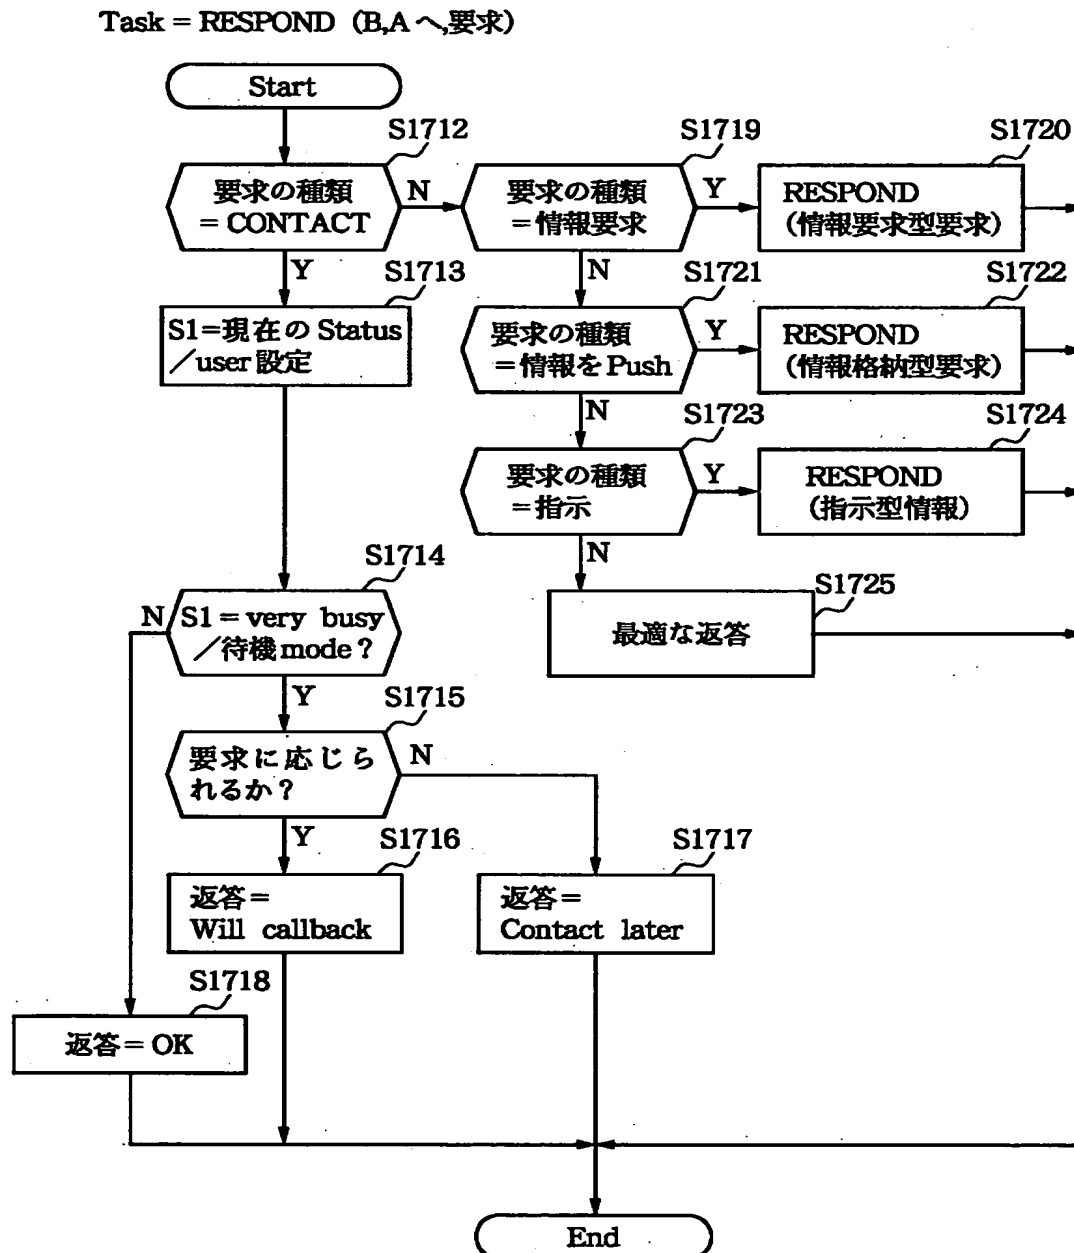 Task = RESPOND (B,A へ,要求)
Start
S1712
要求の種類
= CONTACT
N
Y
S1719
要求の種類
=情報要求
Y
N
S1720
RESPOND
(情報要求型要求)
S1713
S1=現在の Status
/user 設定
S1721
要求の種類
=情報を Push
Y
N
S1722
RESPOND
(情報格納型要求)
S1723
要求の種類
=指示
Y
N
S1724
RESPOND
(指示型情報)
S1714
N
S1 = very busy
/待機 mode ?
Y
S1725
最適な返答
S1715
要求に応じら
れるか?
N
Y
S1716
返答=
Will callback
S1717
返答=
Contact later
S1718
返答= OK
End